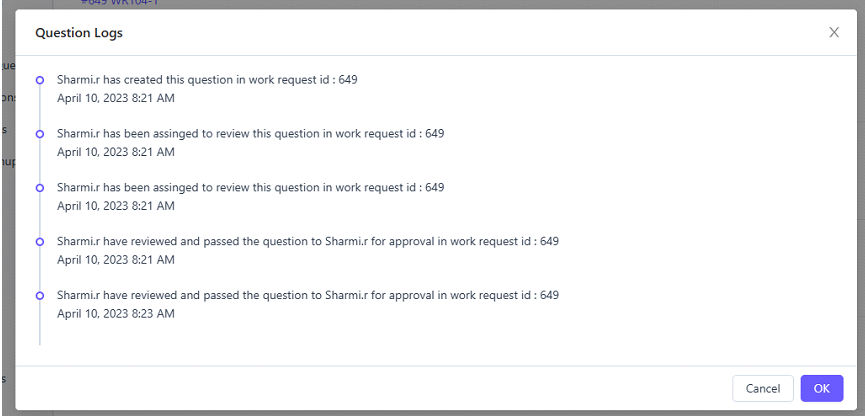 #649 WK104-1
Question Logs
Sharmi.r has created this question in work request id : 649
April 10, 2023 8:21 AM
Sharmi.r has been assinged to review this question in work request id : 649
April 10, 2023 8:21 AM
Sharmi.r has been assinged to review this question in work request id : 649
April 10, 2023 8:21 AM
Sharmi.r have reviewed and passed the question to Sharmi.r for approval in work request id : 649
April 10, 2023 8:21 AM
Sharmi.r have reviewed and passed the question to Sharmi.r for approval in work request id : 649
April 10, 2023 8:23 AM
Cancel
OK